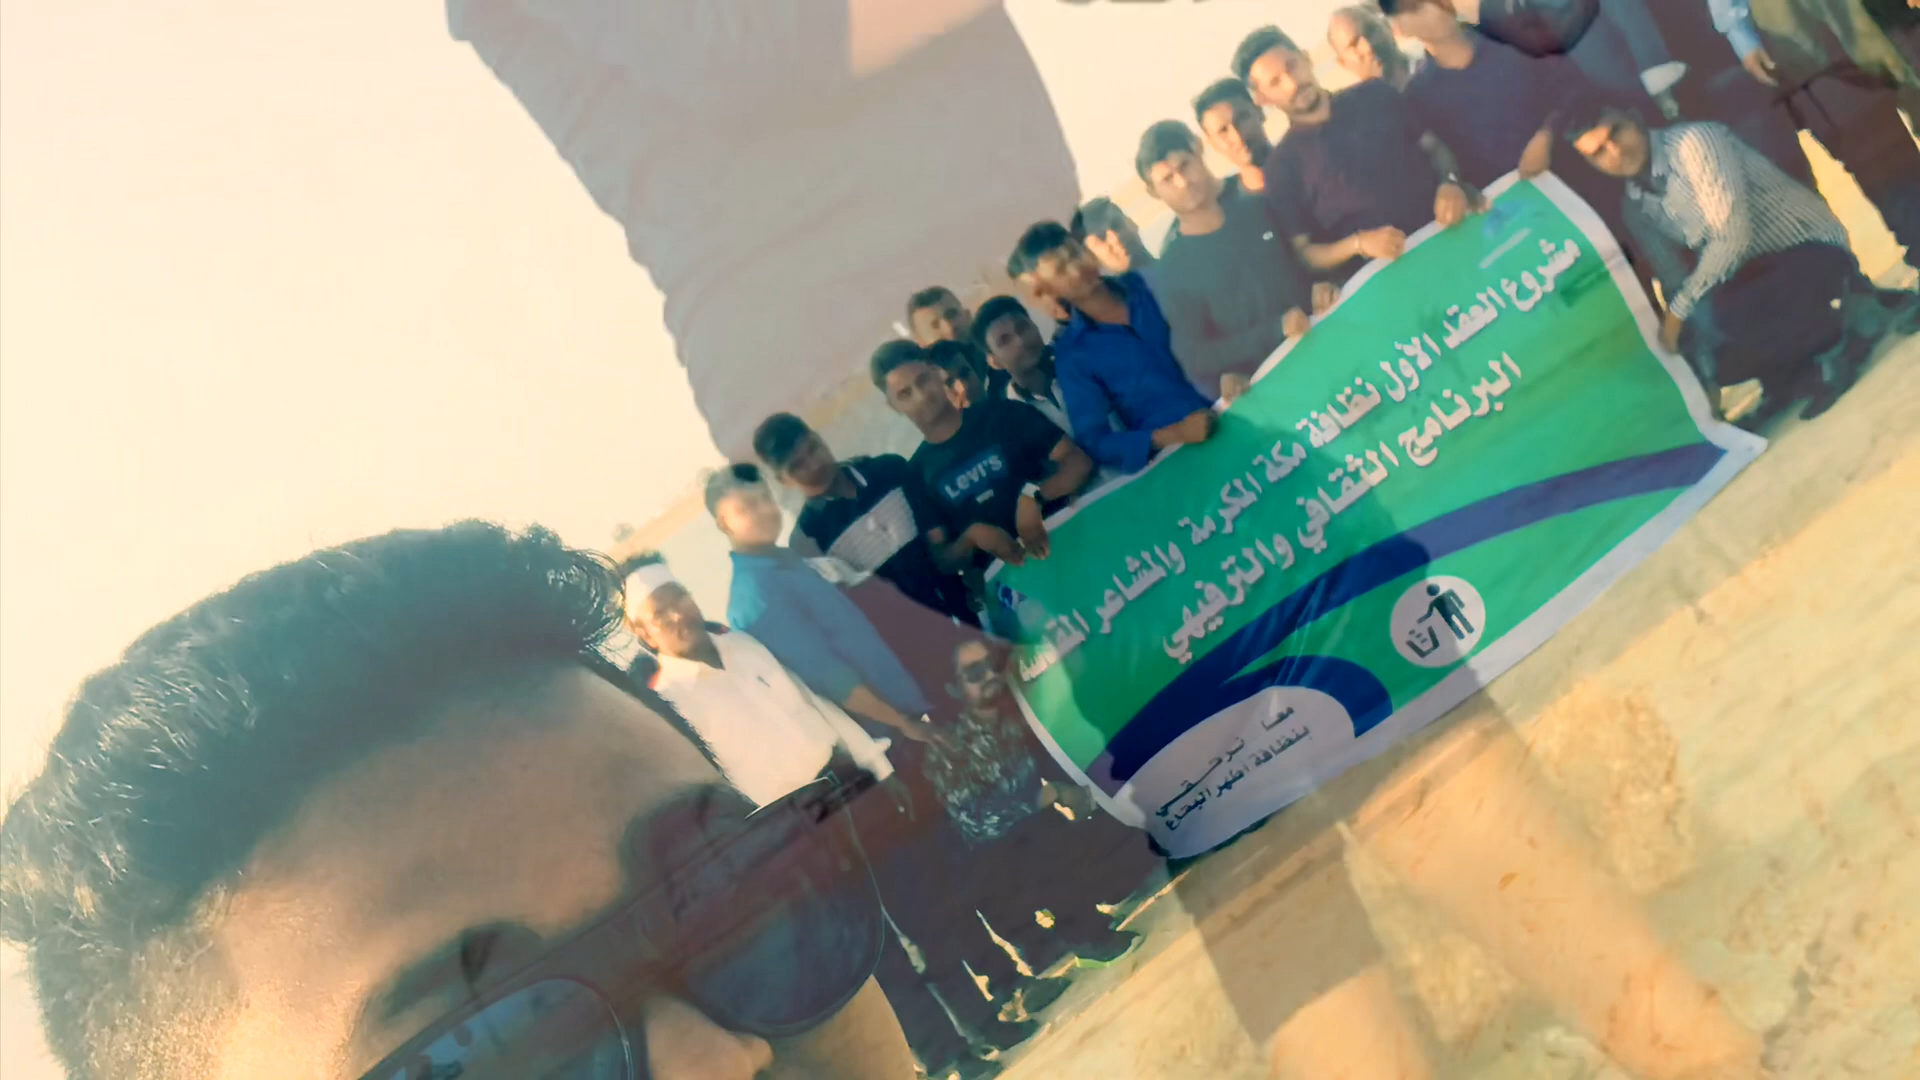 مشروع العقد الأول نظافة مكة المكرمة والمشاعر المقدسة
البرنامج الثقافي والترفيهي
معا نرتقي
بنظافة أطهر البقاع
Levi's